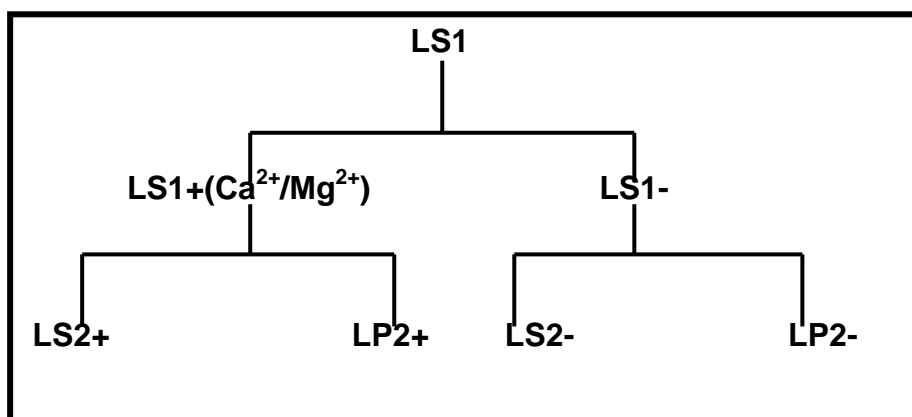 LS1
LS1+(Ca²⁺/Mg²⁺) LS1-
LS2+ LP2+ LS2- LP2-